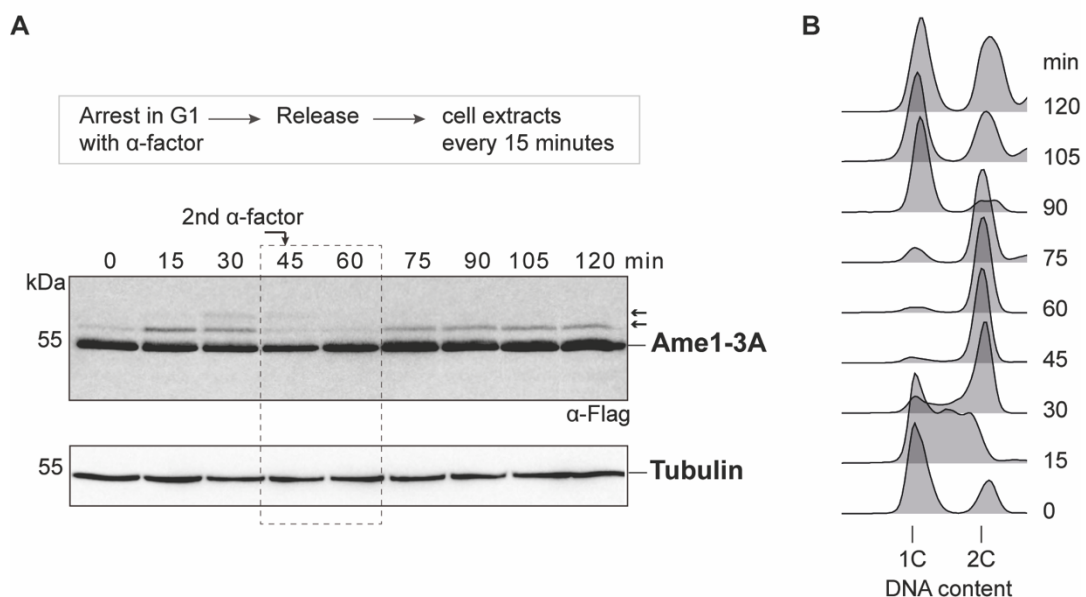 A
Arrest in G1 → Release → cell extracts
with α-factor every 15 minutes
2nd α-factor
0 15 30 45 60 75 90 105 120 min
kDa
55
Ame1-3A
α-Flag
55
Tubulin
B
min
120
105
90
75
60
45
30
15
0
1C 2C
DNA content